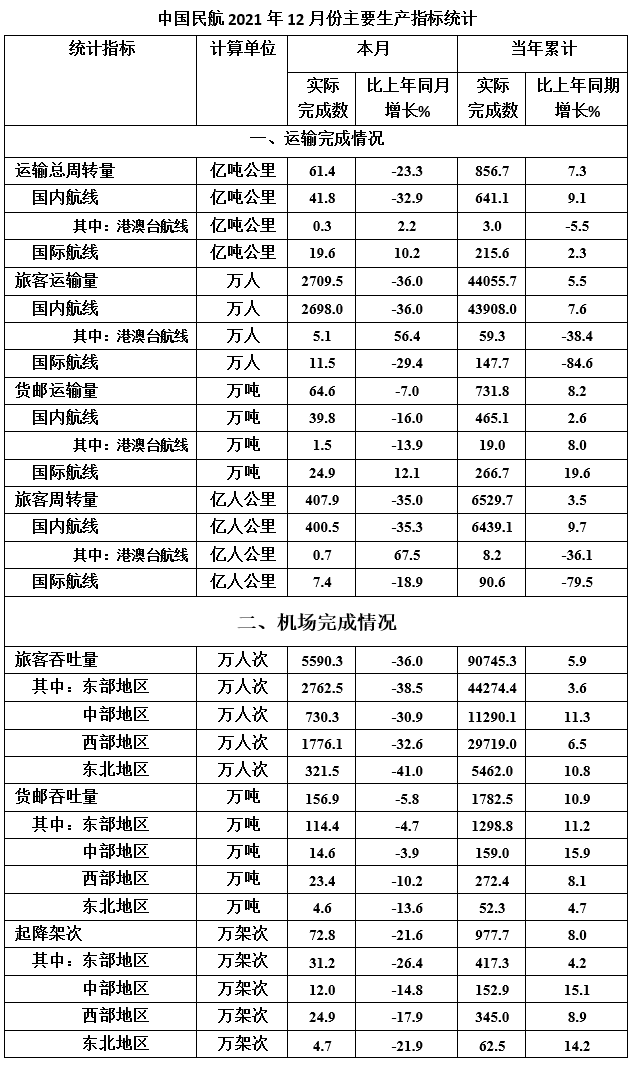 中国民航 2021 年 12 月份主要生产指标统计
统计指标 计算单位 本月 当年累计
实际完成数 比上年同月增长% 实际完成数 比上年同期增长%
一、运输完成情况
运输总周转量 亿吨公里 61.4 -23.3 856.7 7.3
国内航线 亿吨公里 41.8 -32.9 641.1 9.1
其中：港澳台航线 亿吨公里 0.3 2.2 3.0 -5.5
国际航线 亿吨公里 19.6 10.2 215.6 2.3
旅客运输量 万人 2709.5 -36.0 44055.7 5.5
国内航线 万人 2698.0 -36.0 43908.0 7.6
其中：港澳台航线 万人 5.1 56.4 59.3 -38.4
国际航线 万人 11.5 -29.4 147.7 -84.6
货邮运输量 万吨 64.6 -7.0 731.8 8.2
国内航线 万吨 39.8 -16.0 465.1 2.6
其中：港澳台航线 万吨 1.5 -13.9 19.0 8.0
国际航线 万吨 24.9 12.1 266.7 19.6
旅客周转量 亿人公里 407.9 -35.0 6529.7 3.5
国内航线 亿人公里 400.5 -35.3 6439.1 9.7
其中：港澳台航线 亿人公里 0.7 67.5 8.2 -36.1
国际航线 亿人公里 7.4 -18.9 90.6 -79.5
二、机场完成情况
旅客吞吐量 万人次 5590.3 -36.0 90745.3 5.9
其中：东部地区 万人次 2762.5 -38.5 44274.4 3.6
中部地区 万人次 730.3 -30.9 11290.1 11.3
西部地区 万人次 1776.1 -32.6 29719.0 6.5
东北地区 万人次 321.5 -41.0 5462.0 10.8
货邮吞吐量 万吨 156.9 -5.8 1782.5 10.9
其中：东部地区 万吨 114.4 -4.7 1298.8 11.2
中部地区 万吨 14.6 -3.9 159.0 15.9
西部地区 万吨 23.4 -10.2 272.4 8.1
东北地区 万吨 4.6 -13.6 52.3 4.7
起降架次 万架次 72.8 -21.6 977.7 8.0
其中：东部地区 万架次 31.2 -26.4 417.3 4.2
中部地区 万架次 12.0 -14.8 152.9 15.1
西部地区 万架次 24.9 -17.9 345.0 8.9
东北地区 万架次 4.7 -21.9 62.5 14.2